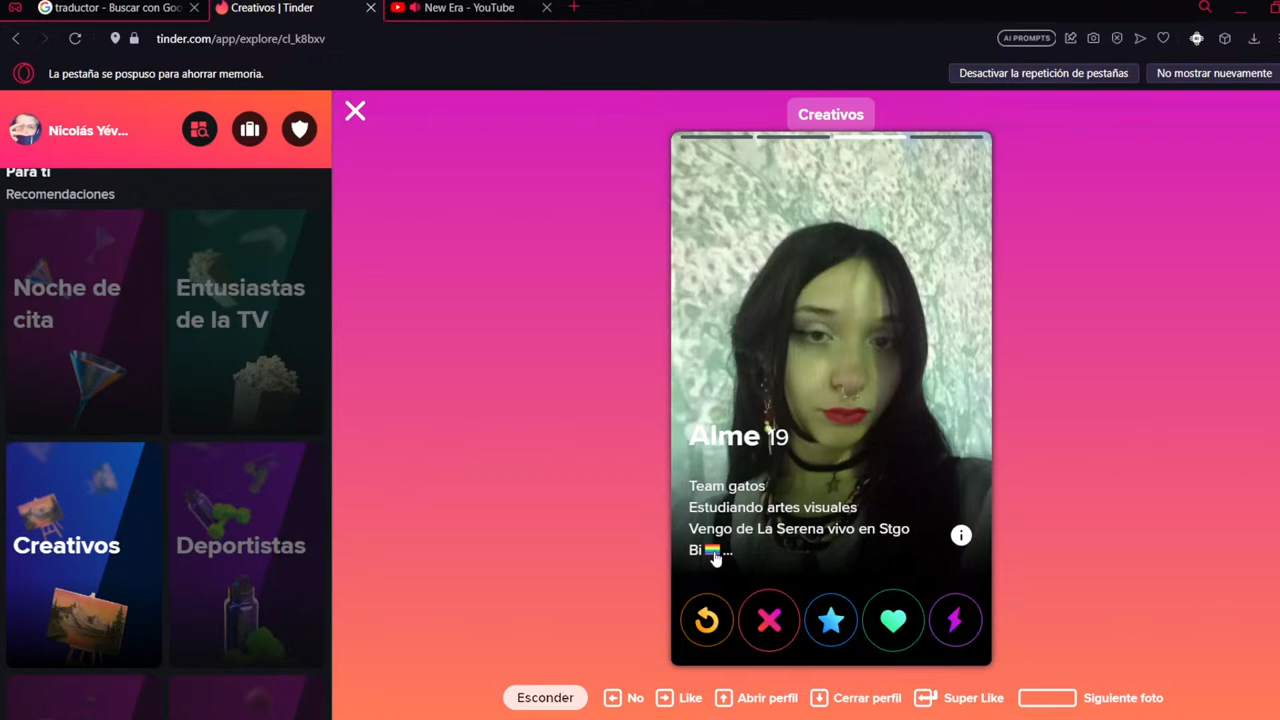 traductor - Buscar con Goo
Creativos | Tinder
New Era - YouTube
tinder.com/app/explore/cl_k8bxv
AI PROMPTS
La pestaña se pospuso para ahorrar memoria.
Desactivar la repetición de pestañas
No mostrar nuevamente
Nicolás Yév...
Para ti
Recomendaciones
Noche de
cita
Entusiastas
de la TV
Creativos
Deportistas
Creativos
Alme 19
Team gatos
Estudiando artes visuales
Vengo de La Serena vivo en Stgo
Bi 🏳️‍🌈 ...
Esconder
No
Like
Abrir perfil
Cerrar perfil
Super Like
Siguiente foto